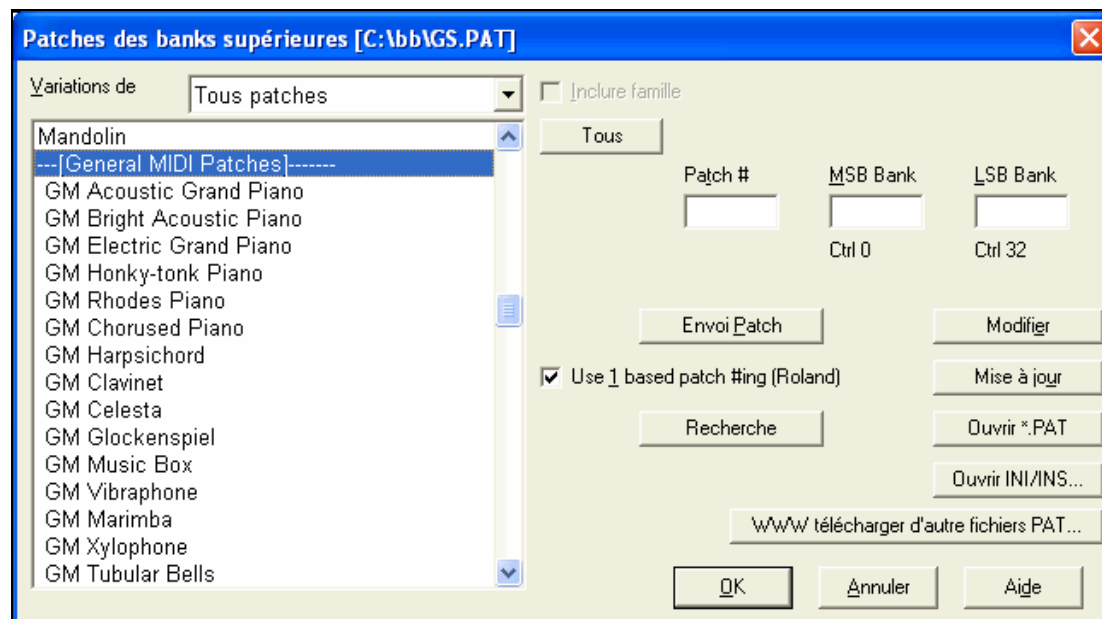 Patches des banks supérieures [C:\bb\GS.PAT]
Variations de
Tous patches
Inclure famille
Mandolin
---[General MIDI Patches]-------
GM Acoustic Grand Piano
GM Bright Acoustic Piano
GM Electric Grand Piano
GM Honky-tonk Piano
GM Rhodes Piano
GM Chorused Piano
GM Harpsichord
GM Clavinet
GM Celesta
GM Glockenspiel
GM Music Box
GM Vibraphone
GM Marimba
GM Xylophone
GM Tubular Bells
Tous
Patch #
MSB Bank
LSB Bank
Ctrl 0
Ctrl 32
Envoi Patch
Modifier
Use 1 based patch #ing (Roland)
Mise à jour
Recherche
Ouvrir *.PAT
Ouvrir INI/INS...
WWW télécharger d'autre fichiers PAT...
OK
Annuler
Aide